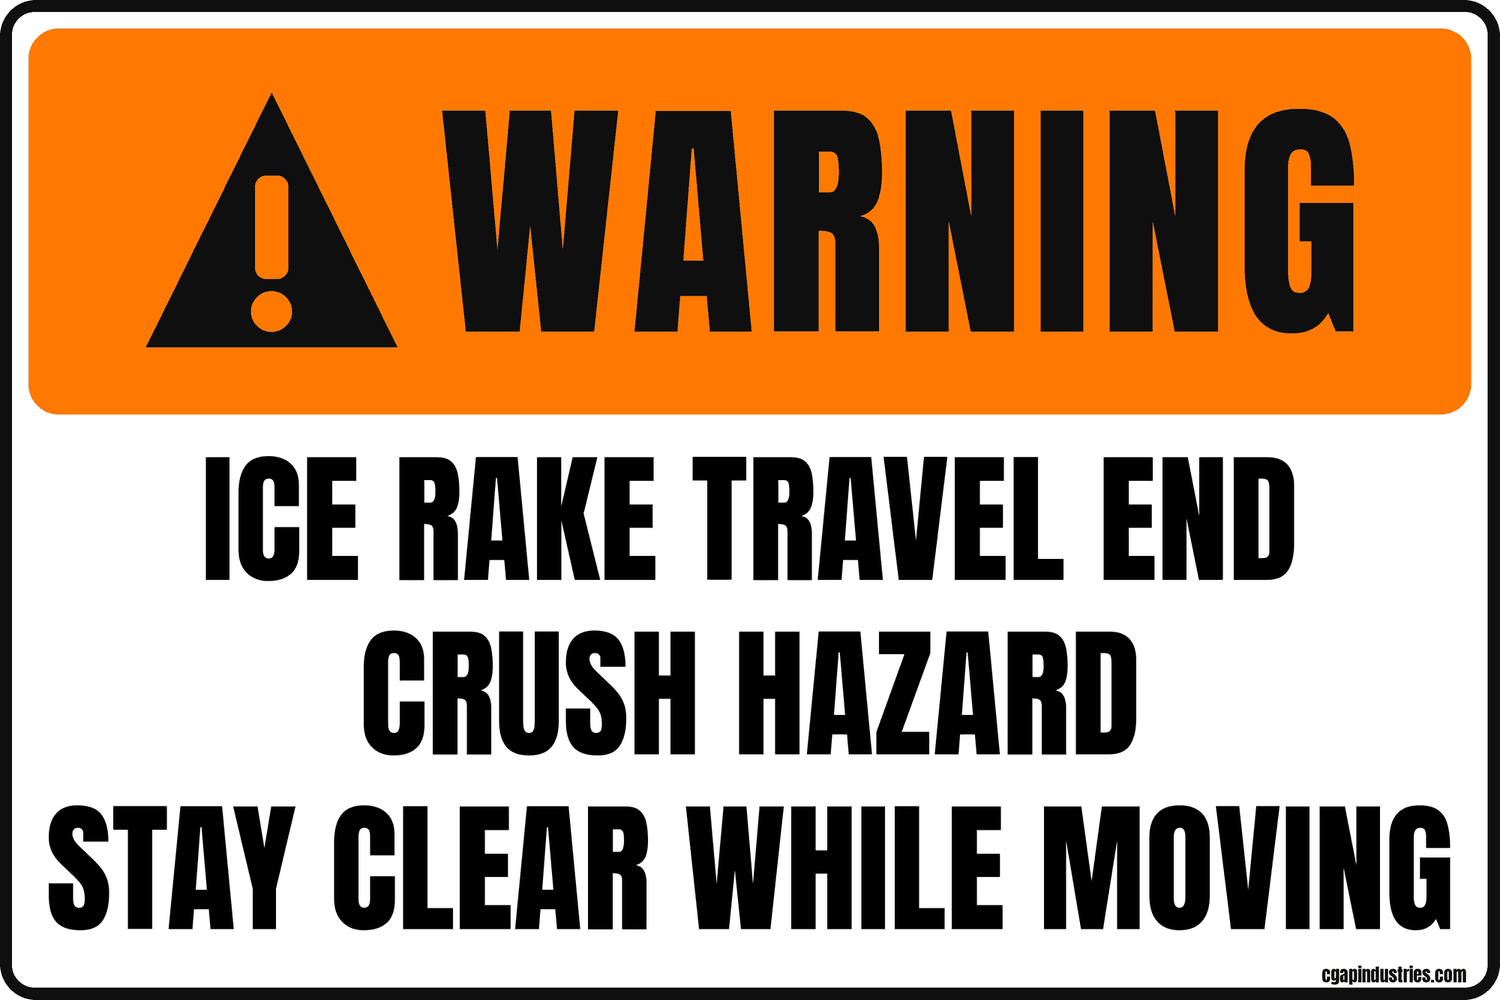 WARNING
ICE RAKE TRAVEL END
CRUSH HAZARD
STAY CLEAR WHILE MOVING
cgapindustries.com